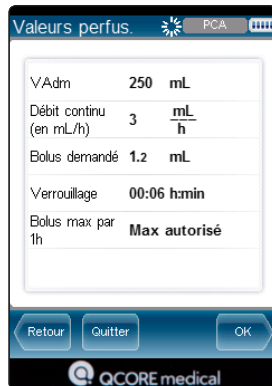 Valeurs perfus. PCA
VAdm 250 mL
Débit continu
(en mL/h) 3 mL
h
Bolus demandé 1.2 mL
Verrouillage 00:06 h:min
Bolus max par
1h Max autorisé
Retour Quitter OK
QCORE medical